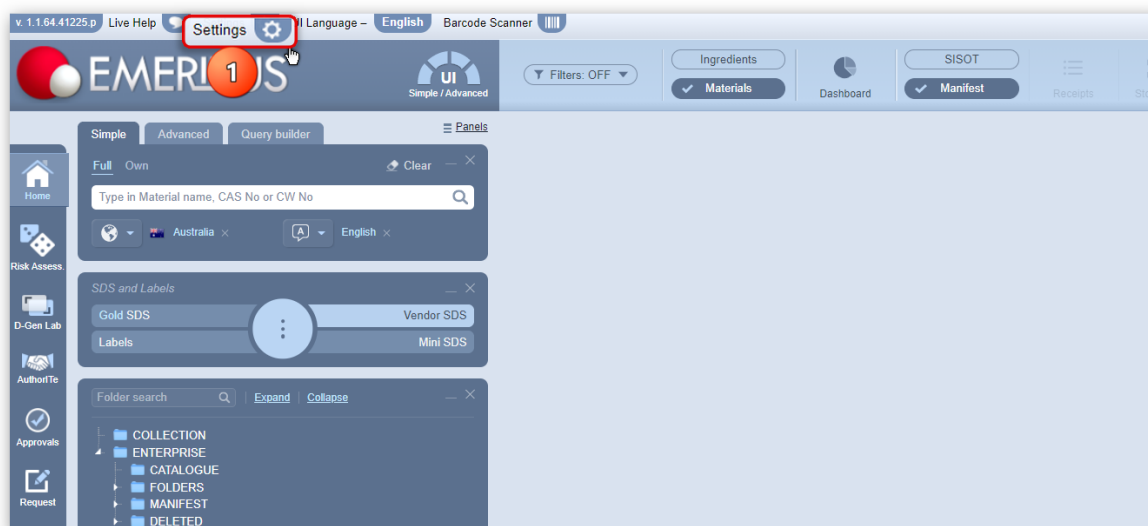 v. 1.1.64.41225.p Live Help Settings UI Language – English Barcode Scanner
1
UI
Simple / Advanced
Filters: OFF
Ingredients
Materials
Dashboard
SISOT
Manifest
Receipts
Simple Advanced Query builder Panels
Full Own Clear
Type in Material name, CAS No or CW No
Australia English
SDS and Labels
Gold SDS Vendor SDS
Labels Mini SDS
Folder search Expand Collapse
COLLECTION
ENTERPRISE
CATALOGUE
FOLDERS
MANIFEST
DELETED
Home
Risk Assess.
D-Gen Lab
AuthorITe
Approvals
Request